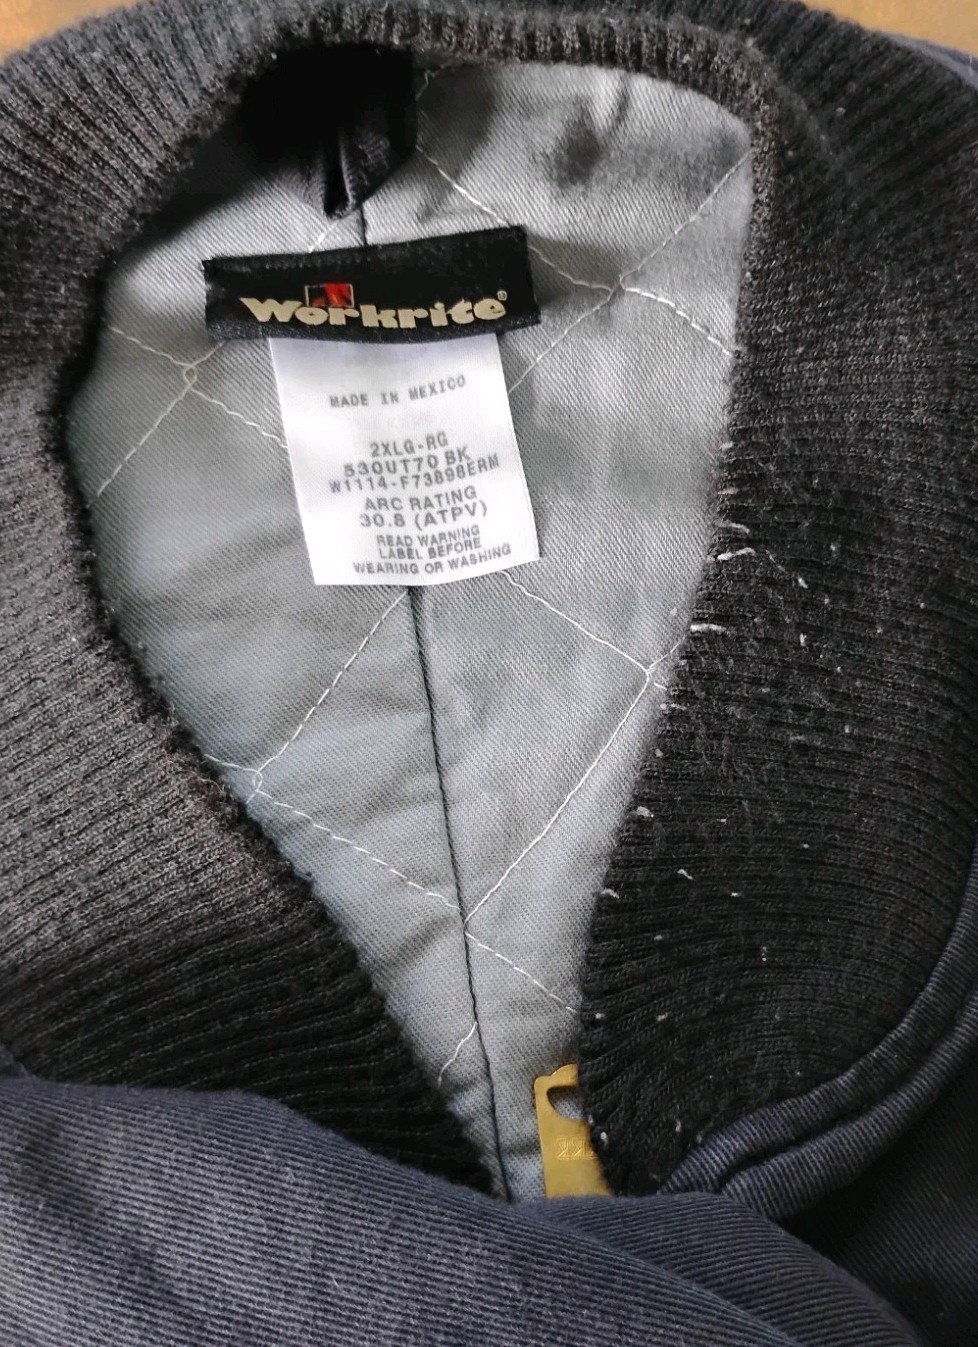 Workrite®
MADE IN MEXICO
2XLG-RG
530UT70 BK
W1114-F73898ERM
ARC RATING
30.8 (ATPV)
READ WARNING
LABEL BEFORE
WEARING OR WASHING